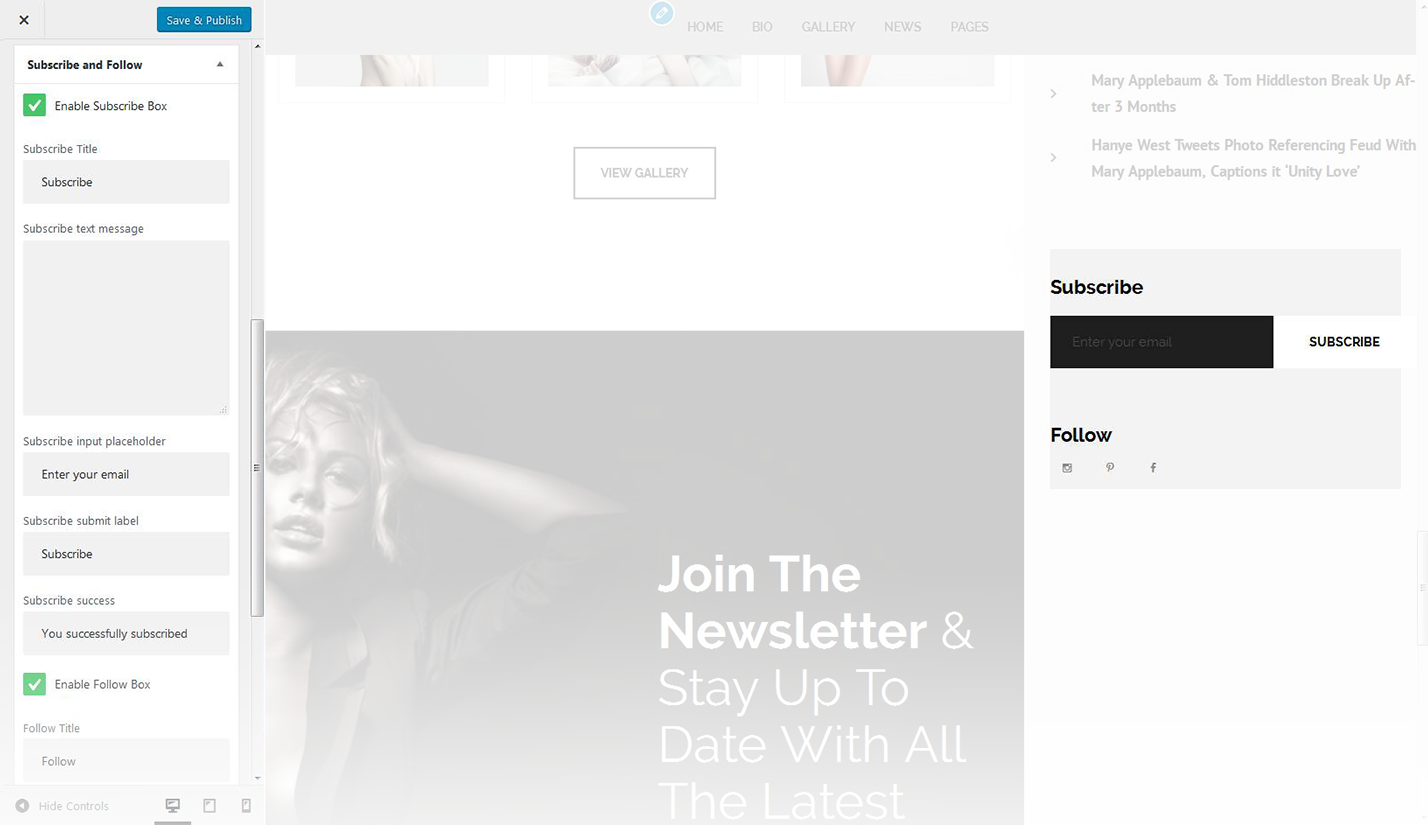 Save & Publish
Subscribe and Follow
Enable Subscribe Box
Subscribe Title
Subscribe
Subscribe text message
Subscribe input placeholder
Enter your email
Subscribe submit label
Subscribe
Subscribe success
You successfully subscribed
Enable Follow Box
Follow Title
Follow
Hide Controls
HOME BIO GALLERY NEWS PAGES
VIEW GALLERY
Join The
Newsletter &
Stay Up To
Date With All
The Latest
Mary Applebaum & Tom Hiddleston Break Up Af-
ter 3 Months
Hanye West Tweets Photo Referencing Feud With
Mary Applebaum, Captions it ‘Unity Love’
Subscribe
Enter your email SUBSCRIBE
Follow